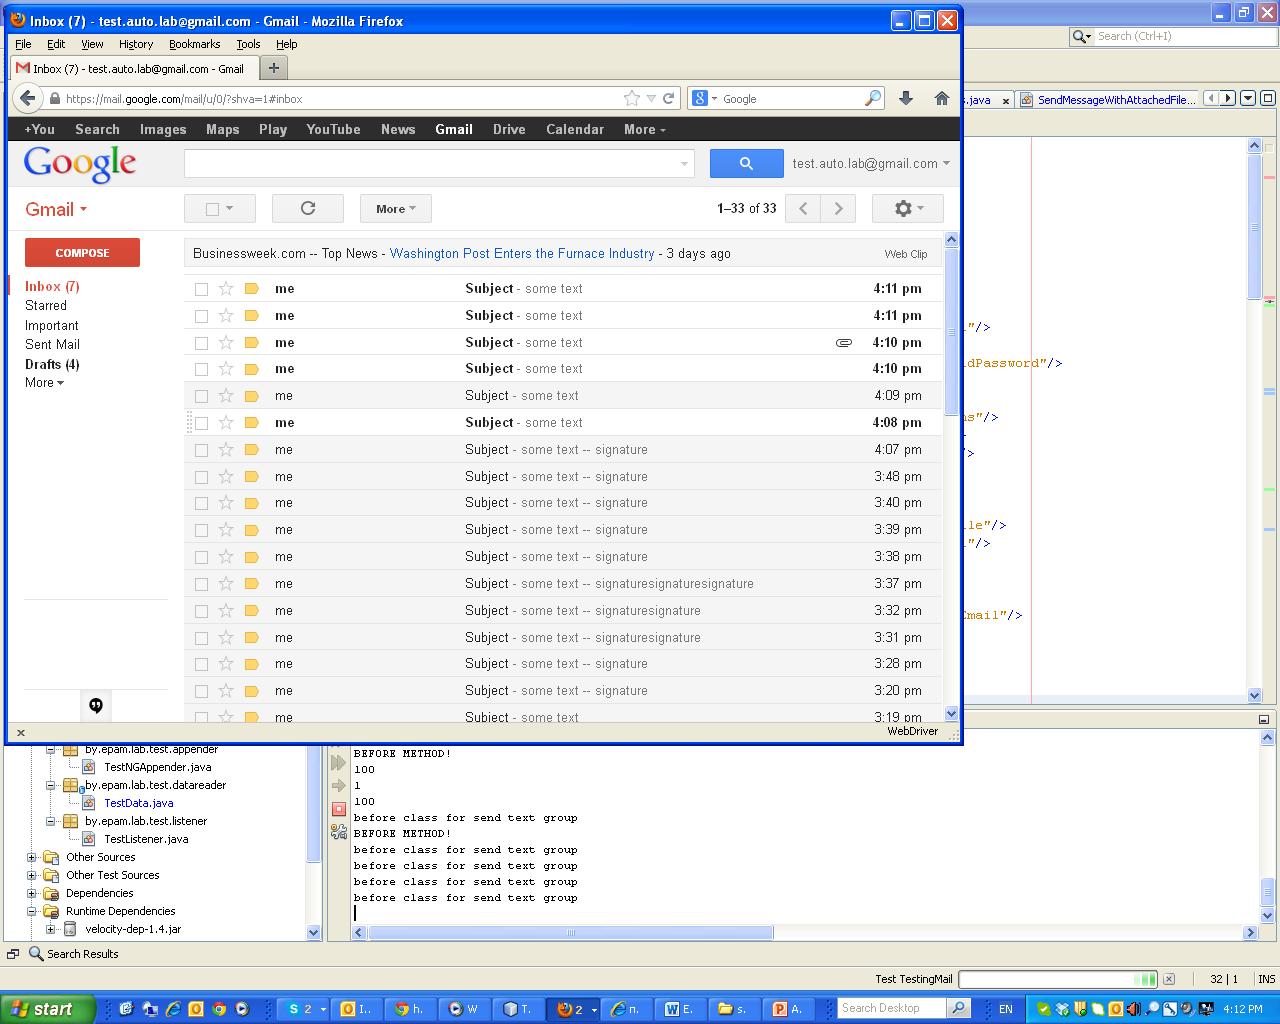 Inbox (7) - test.auto.lab@gmail.com - Gmail - Mozilla Firefox
File Edit View History Bookmarks Tools Help
Search (Ctrl+I)
Inbox (7) - test.auto.lab@gmail.com - Gmail
s.java SendMessageWithAttachedFile...
https://mail.google.com/mail/u/0/?shva=1#inbox
Google
+You Search Images Maps Play YouTube News Gmail Drive Calendar More
Google
test.auto.lab@gmail.com
Gmail
More
1–33 of 33
COMPOSE
Businessweek.com -- Top News - Washington Post Enters the Furnace Industry - 3 days ago
Web Clip
Inbox (7)
Starred
Important
Sent Mail
Drafts (4)
More
me Subject - some text 4:11 pm
me Subject - some text 4:11 pm
me Subject - some text 4:10 pm
me Subject - some text 4:10 pm
me Subject - some text 4:09 pm
me Subject - some text 4:08 pm
me Subject - some text -- signature 4:07 pm
me Subject - some text -- signature 3:48 pm
me Subject - some text -- signature 3:40 pm
me Subject - some text -- signature 3:39 pm
me Subject - some text -- signature 3:38 pm
me Subject - some text -- signaturesignaturesignature 3:37 pm
me Subject - some text -- signaturesignature 3:32 pm
me Subject - some text -- signaturesignature 3:31 pm
me Subject - some text -- signature 3:28 pm
me Subject - some text -- signature 3:20 pm
me Subject - some text 3:19 pm
"/>
dPassword"/>
s"/>
>
le"/>
"/>
Email"/>
WebDriver
by.epam.lab.test.appender
TestNGAppender.java
by.epam.lab.test.datareader
TestData.java
by.epam.lab.test.listener
TestListener.java
Other Sources
Other Test Sources
Dependencies
Runtime Dependencies
velocity-dep-1.4.jar
BEFORE METHOD!
100
1
100
before class for send text group
BEFORE METHOD!
before class for send text group
before class for send text group
before class for send text group
before class for send text group
Search Results
Test TestingMail
32 | 1 INS
start
S 2 I.. h. W T. 2 n. E. s. A.
Search Desktop
EN
4:12 PM